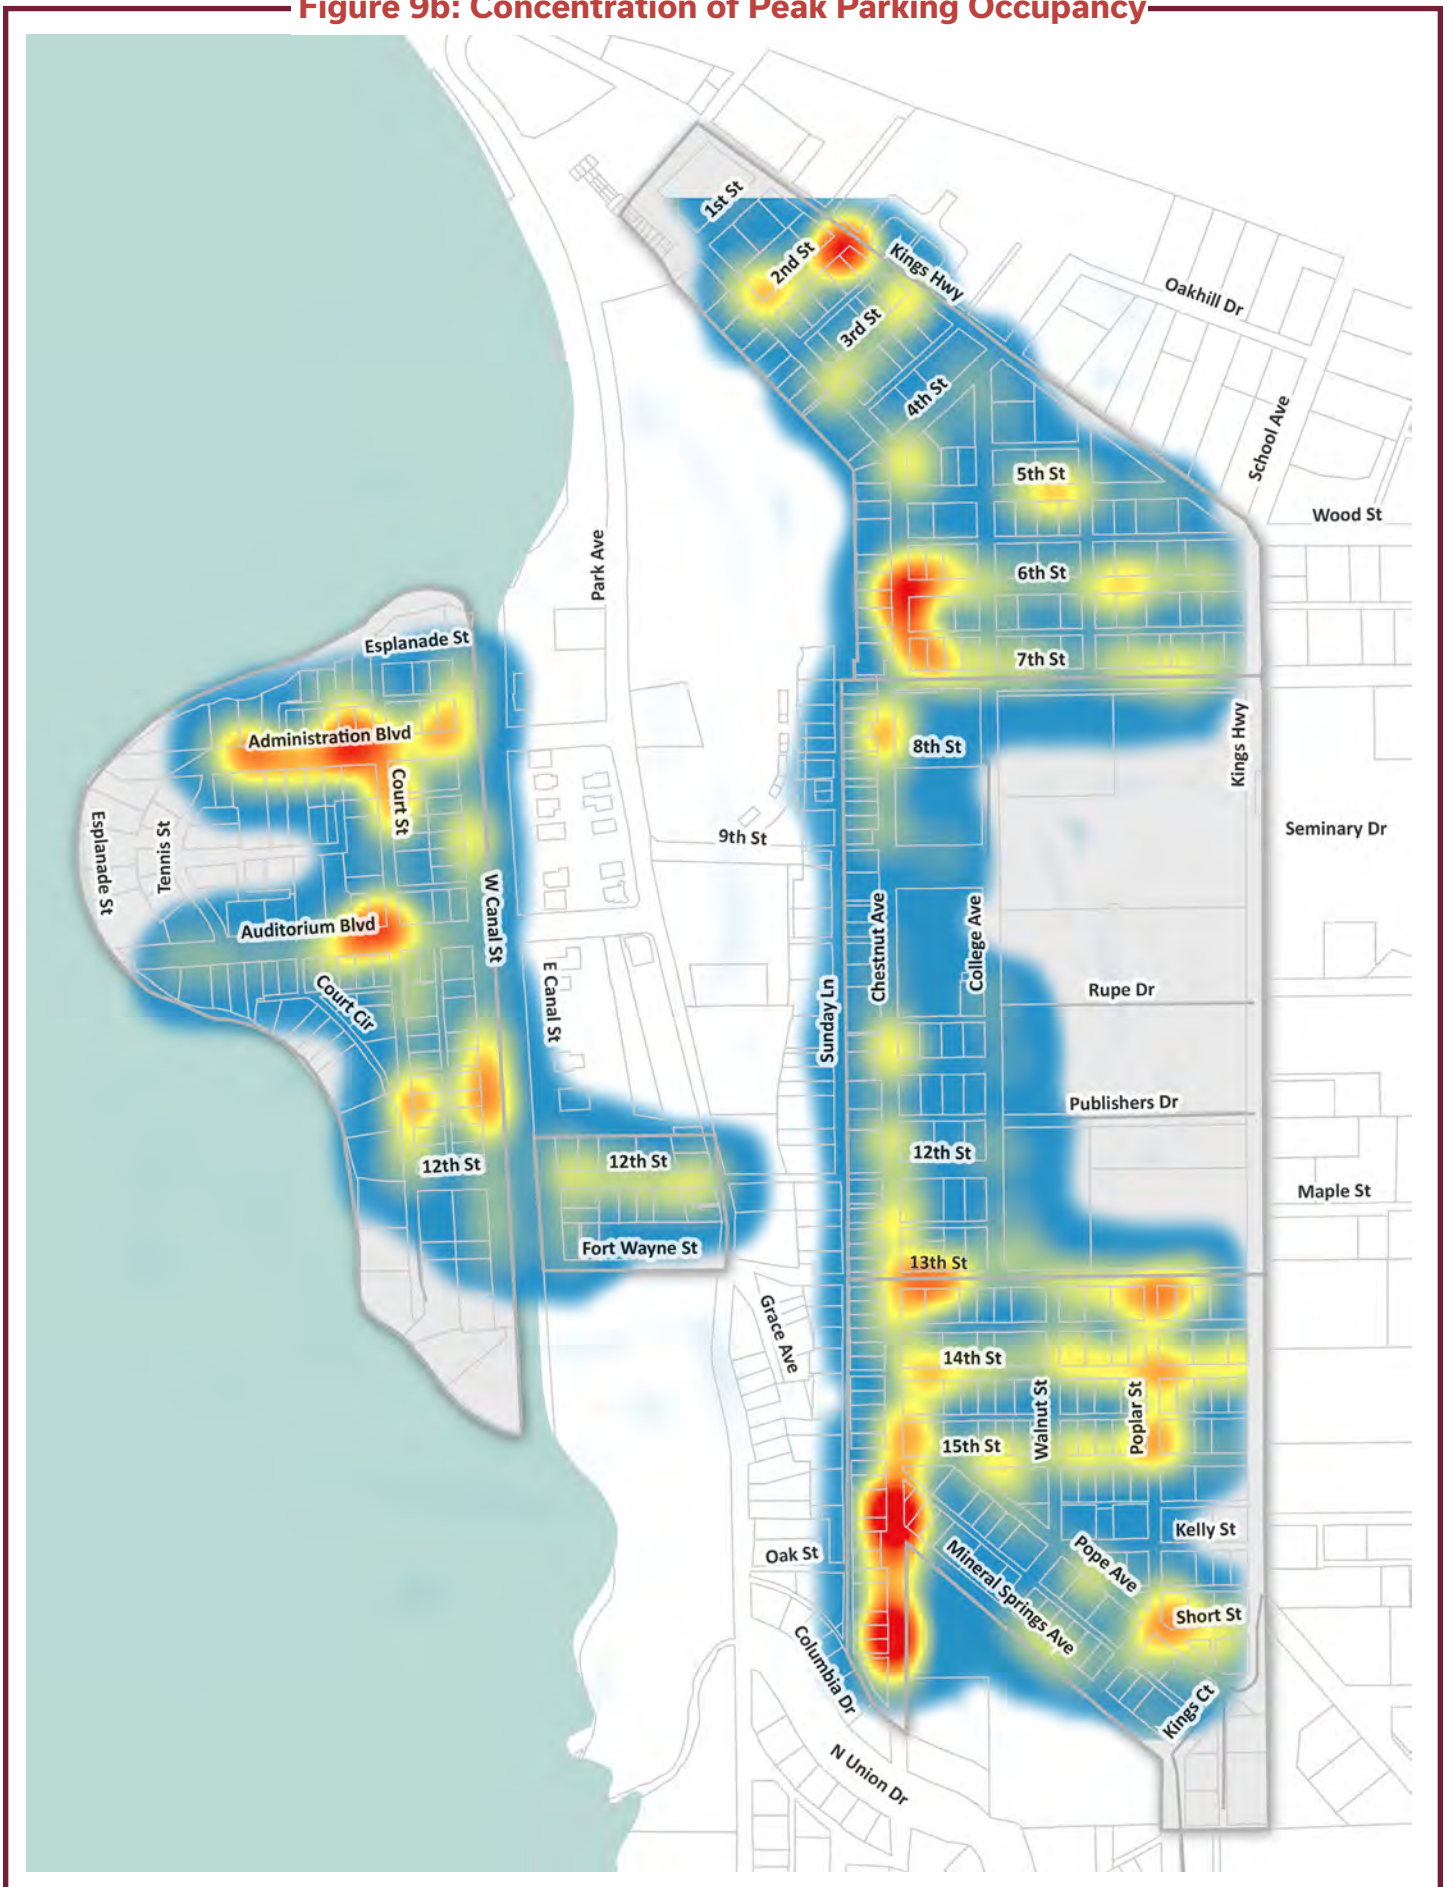 Figure 9b: Concentration of Peak Parking Occupancy
1st St
2nd St
Kings Hwy
3rd St
Oakhill Dr
4th St
School Ave
5th St
Wood St
Park Ave
6th St
Esplanade St
7th St
Administration Blvd
8th St
Kings Hwy
Court St
9th St
Seminary Dr
Esplanade St
Tennis St
W Canal St
Auditorium Blvd
Chestnut Ave
College Ave
Court Cir
E Canal St
Sunday Ln
Rupe Dr
Publishers Dr
12th St
12th St
12th St
Maple St
Fort Wayne St
13th St
Grace Ave
14th St
Walnut St
Poplar St
15th St
Kelly St
Oak St
Mineral Springs Ave
Pope Ave
Short St
Columbia Dr
Kings Ct
N Union Dr